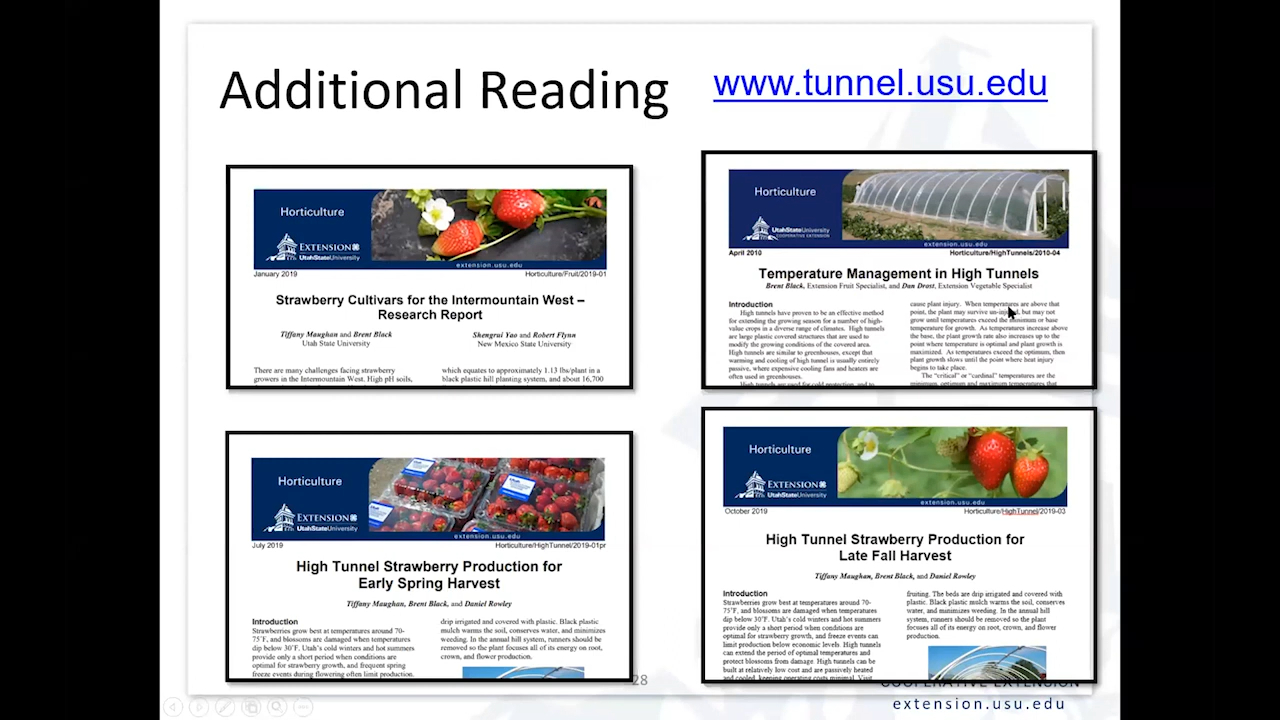 Additional Reading
www.tunnel.usu.edu
Horticulture
EXTENSION
UtahStateUniversity
extension.usu.edu
January 2019
Horticulture/Fruit/2019-01
Strawberry Cultivars for the Intermountain West –
Research Report
Tiffany Maughan and Brent Black
Utah State University
Shengrui Yao and Robert Flynn
New Mexico State University
There are many challenges facing strawberry
growers in the Intermountain West. High pH soils,
which equates to approximately 1.13 lbs/plant in a
black plastic hill planting system, and about 16,700
Horticulture
UtahStateUniversity
COOPERATIVE EXTENSION
extension.usu.edu
April 2010
Horticulture/HighTunnels/2010-04
Temperature Management in High Tunnels
Brent Black, Extension Fruit Specialist, and Dan Drost, Extension Vegetable Specialist
Introduction
High tunnels have proven to be an effective method
for extending the growing season for a number of high-
value crops in a diverse range of climates. High tunnels
are large plastic covered structures that are used to
modify the growing conditions of the covered area.
High tunnels are similar to greenhouses, except that
warming and cooling of high tunnel is usually entirely
passive, where expensive cooling fans and heaters are
often used in greenhouses.
High tunnels are used for cold protection, and to
cause plant injury. When temperatures are above that
point, the plant may survive un-injured, but may not
grow until temperatures exceed the minimum or base
temperature for growth. As temperatures increase above
the base, the plant growth rate also increases up to the
point where temperature is optimal and plant growth is
maximized. As temperatures exceed the optimum, then
plant growth slows until the point where heat injury
begins to take place.
The “critical” or “cardinal” temperatures are the
minimum, optimum and maximum temperatures that
Horticulture
EXTENSION
UtahStateUniversity
extension.usu.edu
July 2019
Horticulture/HighTunnel/2019-01pr
High Tunnel Strawberry Production for
Early Spring Harvest
Tiffany Maughan, Brent Black, and Daniel Rowley
Introduction
Strawberries grow best at temperatures around 70-
75˚F, and blossoms are damaged when temperatures
dip below 30˚F. Utah’s cold winters and hot summers
provide only a short period when conditions are
optimal for strawberry growth, and frequent spring
freeze events during flowering often limit production.
drip irrigated and covered with plastic. Black plastic
mulch warms the soil, conserves water, and minimizes
weeding. In the annual hill system, runners should be
removed so the plant focuses all of its energy on root,
crown, and flower production.
Horticulture
EXTENSION
UtahStateUniversity
extension.usu.edu
October 2019
Horticulture/HighTunnel/2019-03
High Tunnel Strawberry Production for
Late Fall Harvest
Tiffany Maughan, Brent Black, and Daniel Rowley
Introduction
Strawberries grow best at temperatures around 70-
75˚F, and blossoms are damaged when temperatures
dip below 30˚F. Utah’s cold winters and hot summers
provide only a short period when conditions are
optimal for strawberry growth, and freeze events can
limit production below economic levels. High tunnels
can extend the period of optimal temperatures and
protect blossoms from damage. High tunnels can be
built at relatively low cost and are passively heated
and cooled, keeping operating costs minimal. Visit
fruiting. The beds are drip irrigated and covered with
plastic. Black plastic mulch warms the soil, conserves
water, and minimizes weeding. In the annual hill
system, runners should be removed so the plant
focuses all of its energy on root, crown, and flower
production.
28
COOPERATIVE EXTENSION
extension.usu.edu